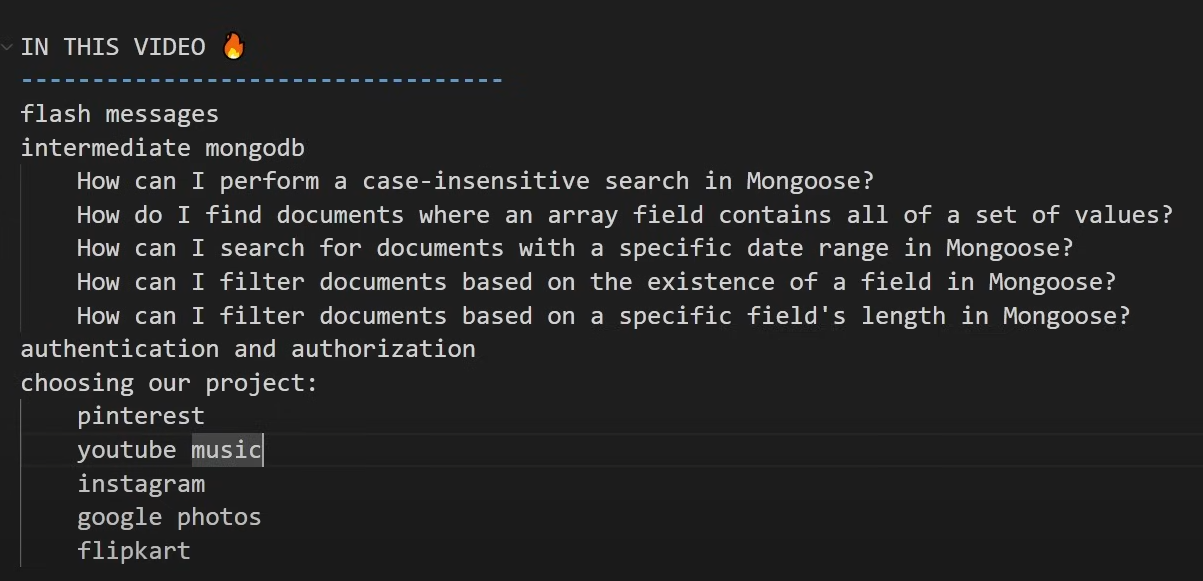 IN THIS VIDEO 🔥
----------------------------------
flash messages
intermediate mongodb
How can I perform a case-insensitive search in Mongoose?
How do I find documents where an array field contains all of a set of values?
How can I search for documents with a specific date range in Mongoose?
How can I filter documents based on the existence of a field in Mongoose?
How can I filter documents based on a specific field's length in Mongoose?
authentication and authorization
choosing our project:
pinterest
youtube music
instagram
google photos
flipkart